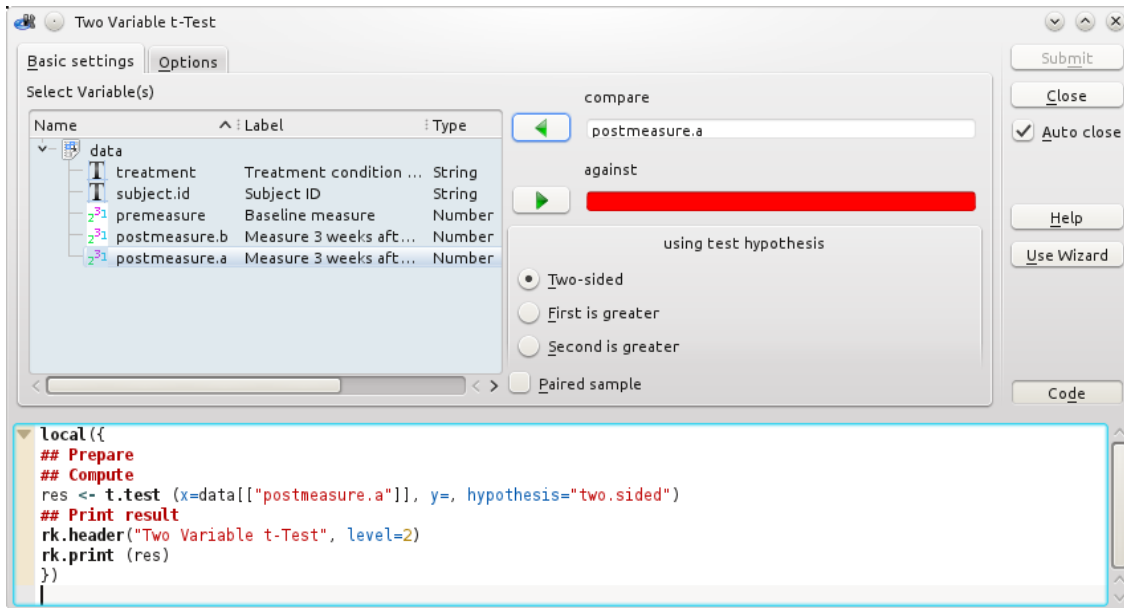 Two Variable t-Test
Basic settings
Options
Select Variable(s)
Name Label Type
data
treatment Treatment condition ... String
subject.id Subject ID String
premeasure Baseline measure Number
postmeasure.b Measure 3 weeks aft... Number
postmeasure.a Measure 3 weeks aft... Number
compare
postmeasure.a
against
using test hypothesis
Two-sided
First is greater
Second is greater
Paired sample
Submit
Close
Auto close
Help
Use Wizard
Code
local({
## Prepare
## Compute
res <- t.test (x=data[["postmeasure.a"]], y=, hypothesis="two.sided")
## Print result
rk.header("Two Variable t-Test", level=2)
rk.print (res)
})